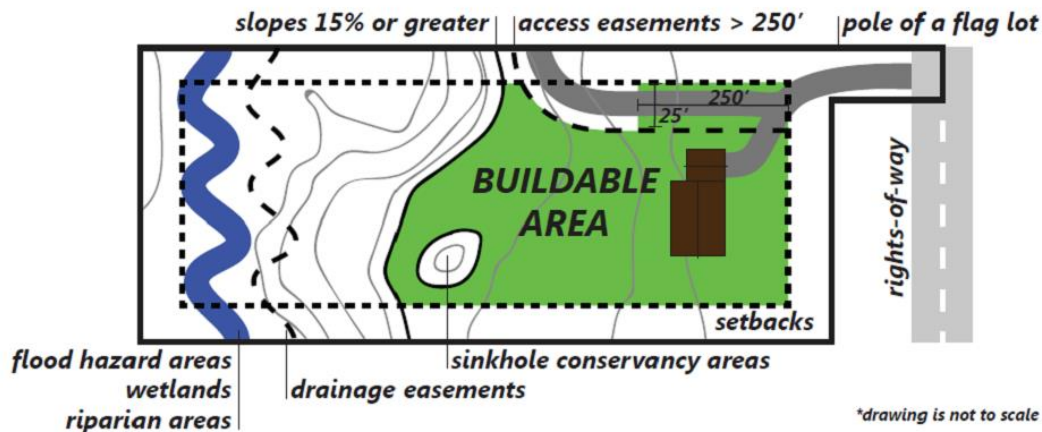 slopes 15% or greater
access easements > 250'
pole of a flag lot
250'
25'
BUILDABLE
AREA
rights-of-way
setbacks
flood hazard areas
wetlands
riparian areas
drainage easements
sinkhole conservancy areas
*drawing is not to scale